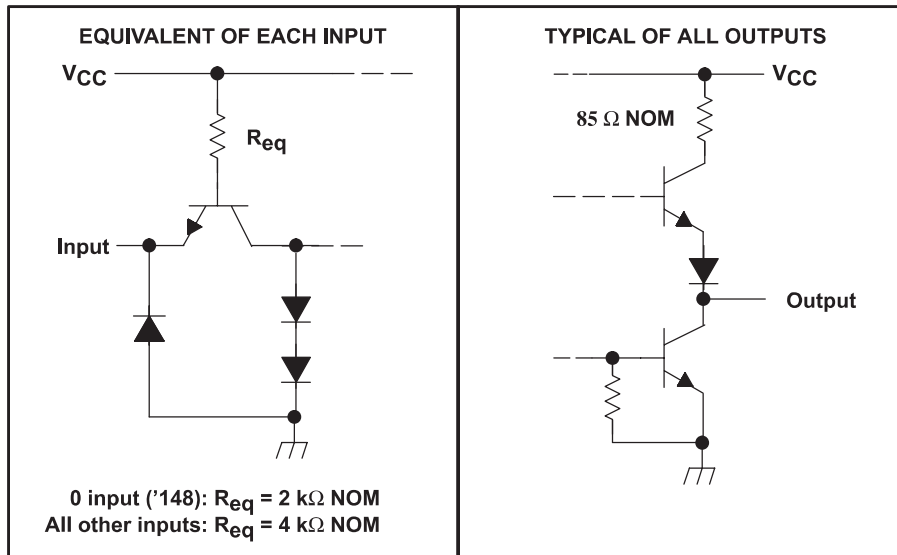 EQUIVALENT OF EACH INPUT
VCC
Req
Input
0 input ('148): Req = 2 kΩ NOM
All other inputs: Req = 4 kΩ NOM
TYPICAL OF ALL OUTPUTS
VCC
85 Ω NOM
Output